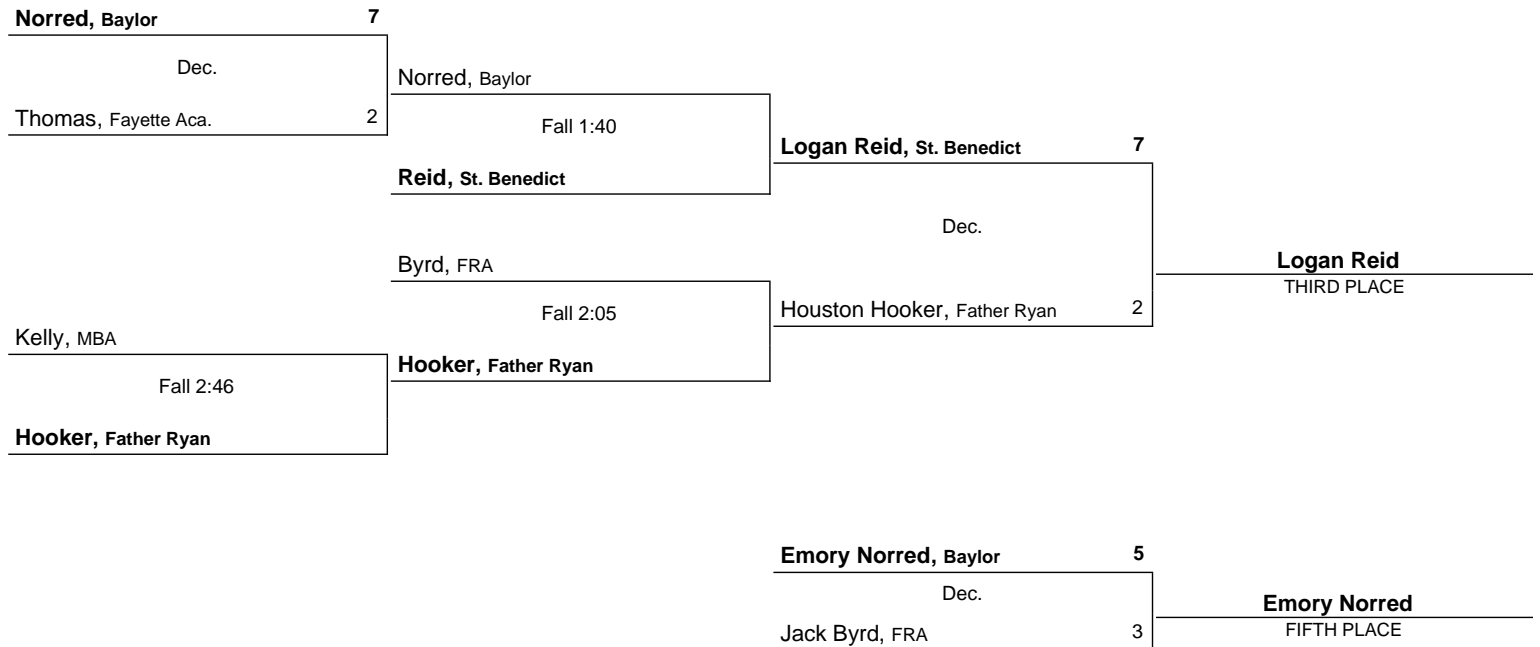 Norred, Baylor 7
Dec.
Thomas, Fayette Aca. 2
Norred, Baylor
Fall 1:40
Reid, St. Benedict
Logan Reid, St. Benedict 7
Dec.
Houston Hooker, Father Ryan 2
Logan Reid
THIRD PLACE
Byrd, FRA
Fall 2:05
Hooker, Father Ryan
Kelly, MBA
Fall 2:46
Hooker, Father Ryan
Emory Norred, Baylor 5
Dec.
Jack Byrd, FRA 3
Emory Norred
FIFTH PLACE